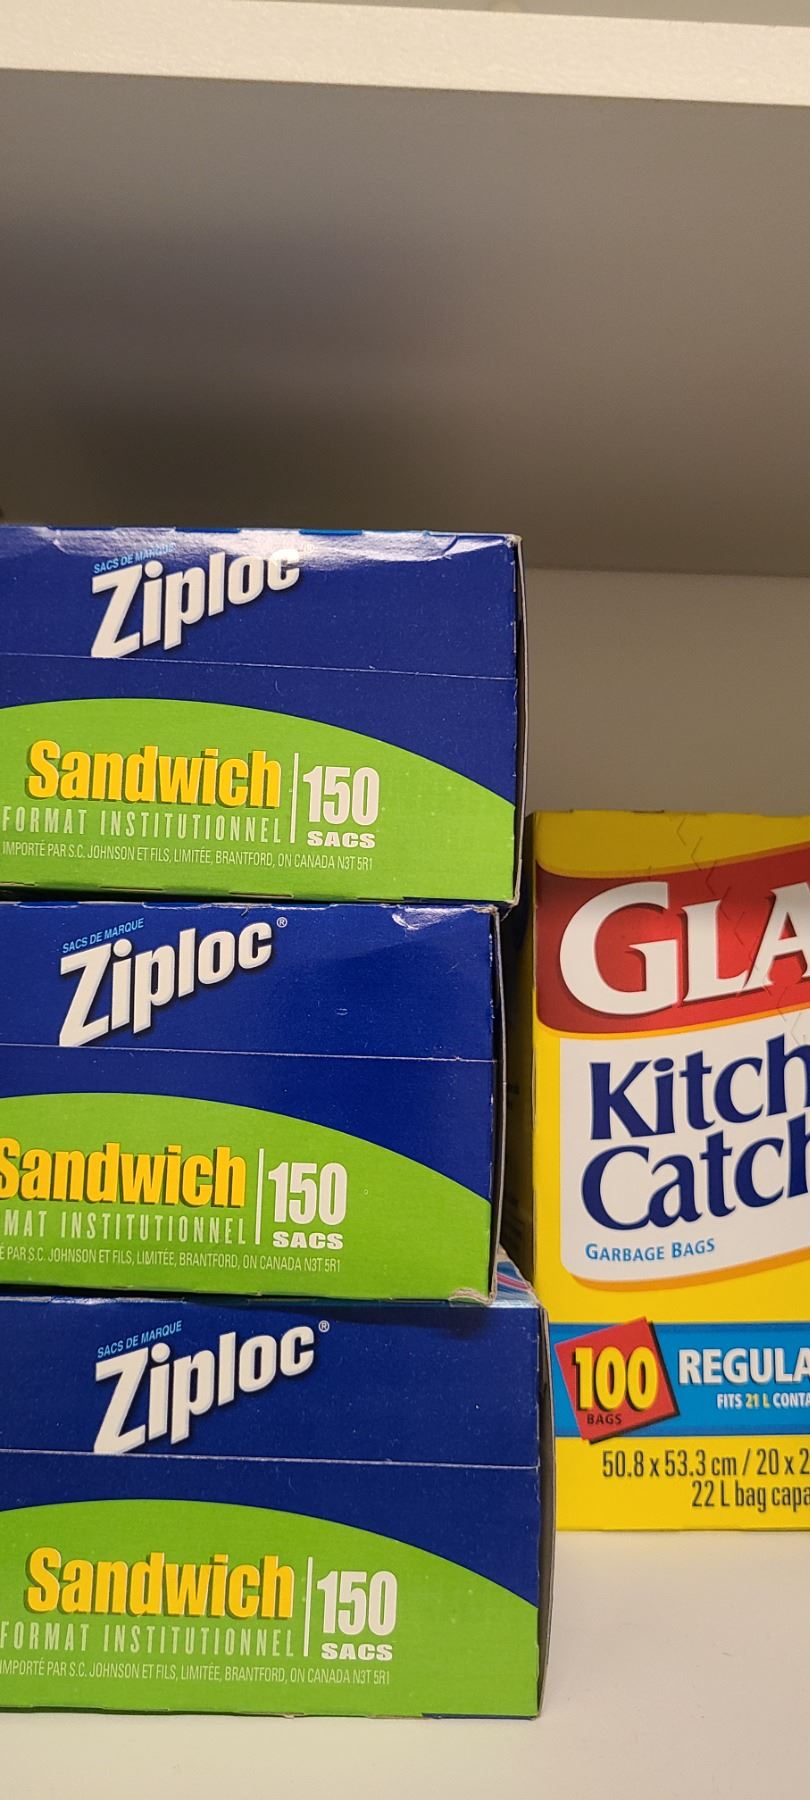 SACS DE MARQUE
Ziploc
Sandwich
150
SACS
FORMAT INSTITUTIONNEL
IMPORTÉ PAR S.C. JOHNSON ET FILS, LIMITÉE, BRANTFORD, ON CANADA N3T 5R1
SACS DE MARQUE
Ziploc®
Sandwich
150
SACS
MAT INSTITUTIONNEL
É PAR S.C. JOHNSON ET FILS, LIMITÉE, BRANTFORD, ON CANADA N3T 5R1
SACS DE MARQUE
Ziploc®
Sandwich
150
SACS
FORMAT INSTITUTIONNEL
IMPORTÉ PAR S.C. JOHNSON ET FILS, LIMITÉE, BRANTFORD, ON CANADA N3T 5R1
GLA
Kitch
Catch
GARBAGE BAGS
100
BAGS
REGULA
FITS 21 L CONTA
50.8 x 53.3 cm / 20 x 2
22 L bag capa